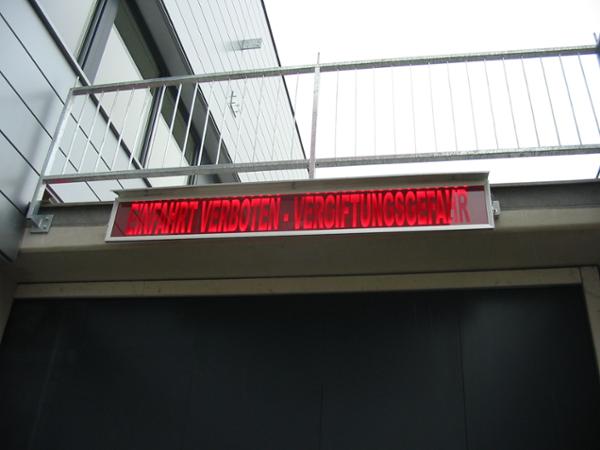 EINFAHRT VERBOTEN - VERGIFTUNGSGEFAHR